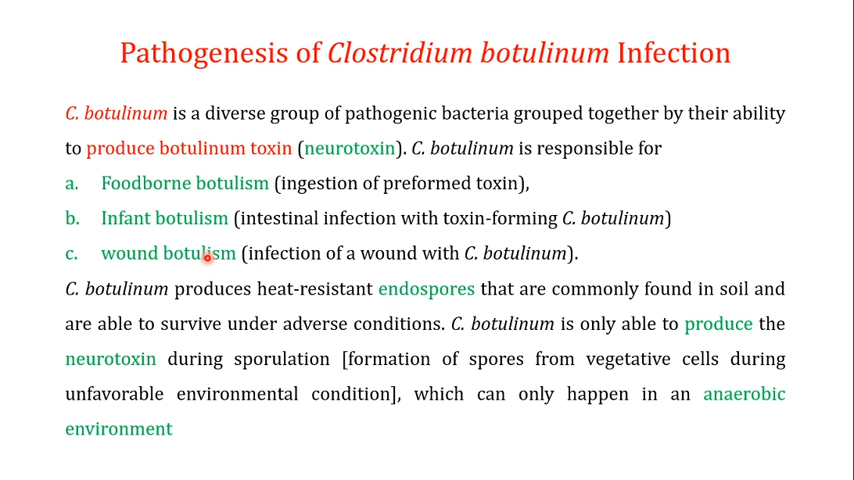 Pathogenesis of Clostridium botulinum Infection
C. botulinum is a diverse group of pathogenic bacteria grouped together by their ability
to produce botulinum toxin (neurotoxin). C. botulinum is responsible for
a. Foodborne botulism (ingestion of preformed toxin),
b. Infant botulism (intestinal infection with toxin-forming C. botulinum)
c. wound botulism (infection of a wound with C. botulinum).
C. botulinum produces heat-resistant endospores that are commonly found in soil and
are able to survive under adverse conditions. C. botulinum is only able to produce the
neurotoxin during sporulation [formation of spores from vegetative cells during
unfavorable environmental condition], which can only happen in an anaerobic
environment